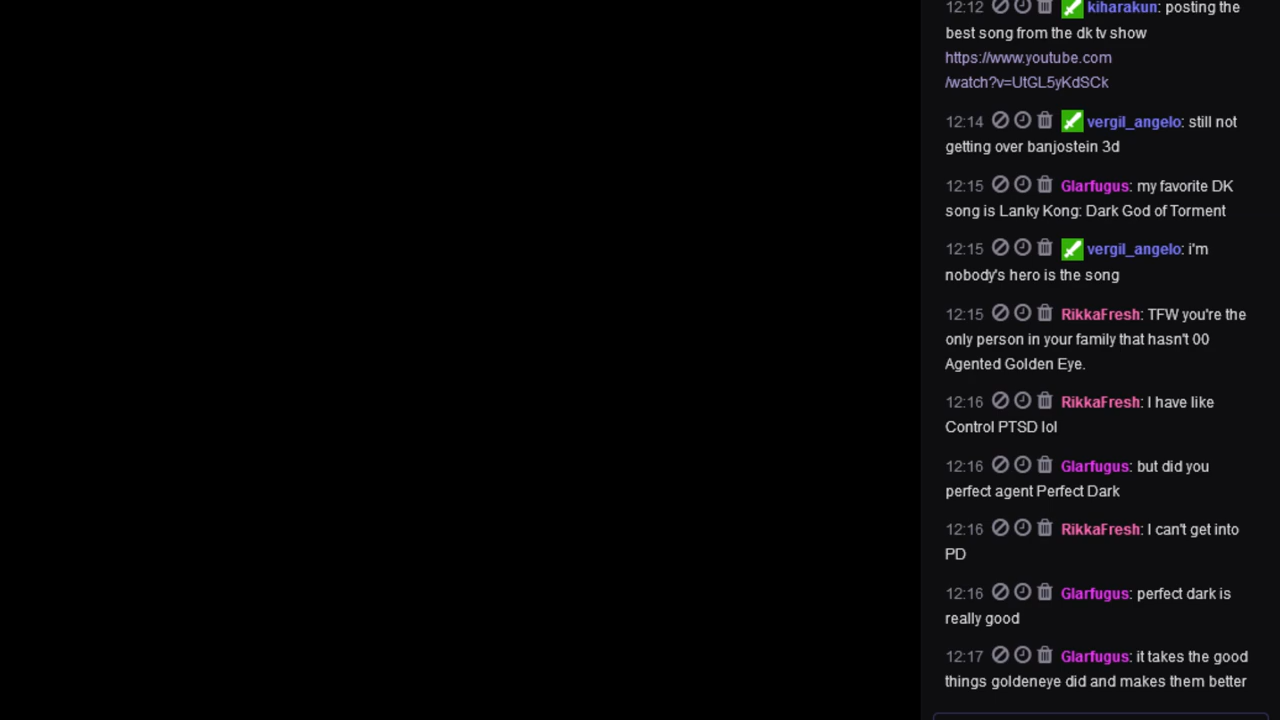 12:12 kiharakun: posting the
best song from the dk tv show
https://www.youtube.com
/watch?v=UtGL5yKdSCk
12:14 vergil_angelo: still not
getting over banjostein 3d
12:15 Glarfugus: my favorite DK
song is Lanky Kong: Dark God of Torment
12:15 vergil_angelo: i'm
nobody's hero is the song
12:15 RikkaFresh: TFW you're the
only person in your family that hasn't 00
Agented Golden Eye.
12:16 RikkaFresh: I have like
Control PTSD lol
12:16 Glarfugus: but did you
perfect agent Perfect Dark
12:16 RikkaFresh: I can't get into
PD
12:16 Glarfugus: perfect dark is
really good
12:17 Glarfugus: it takes the good
things goldeneye did and makes them better